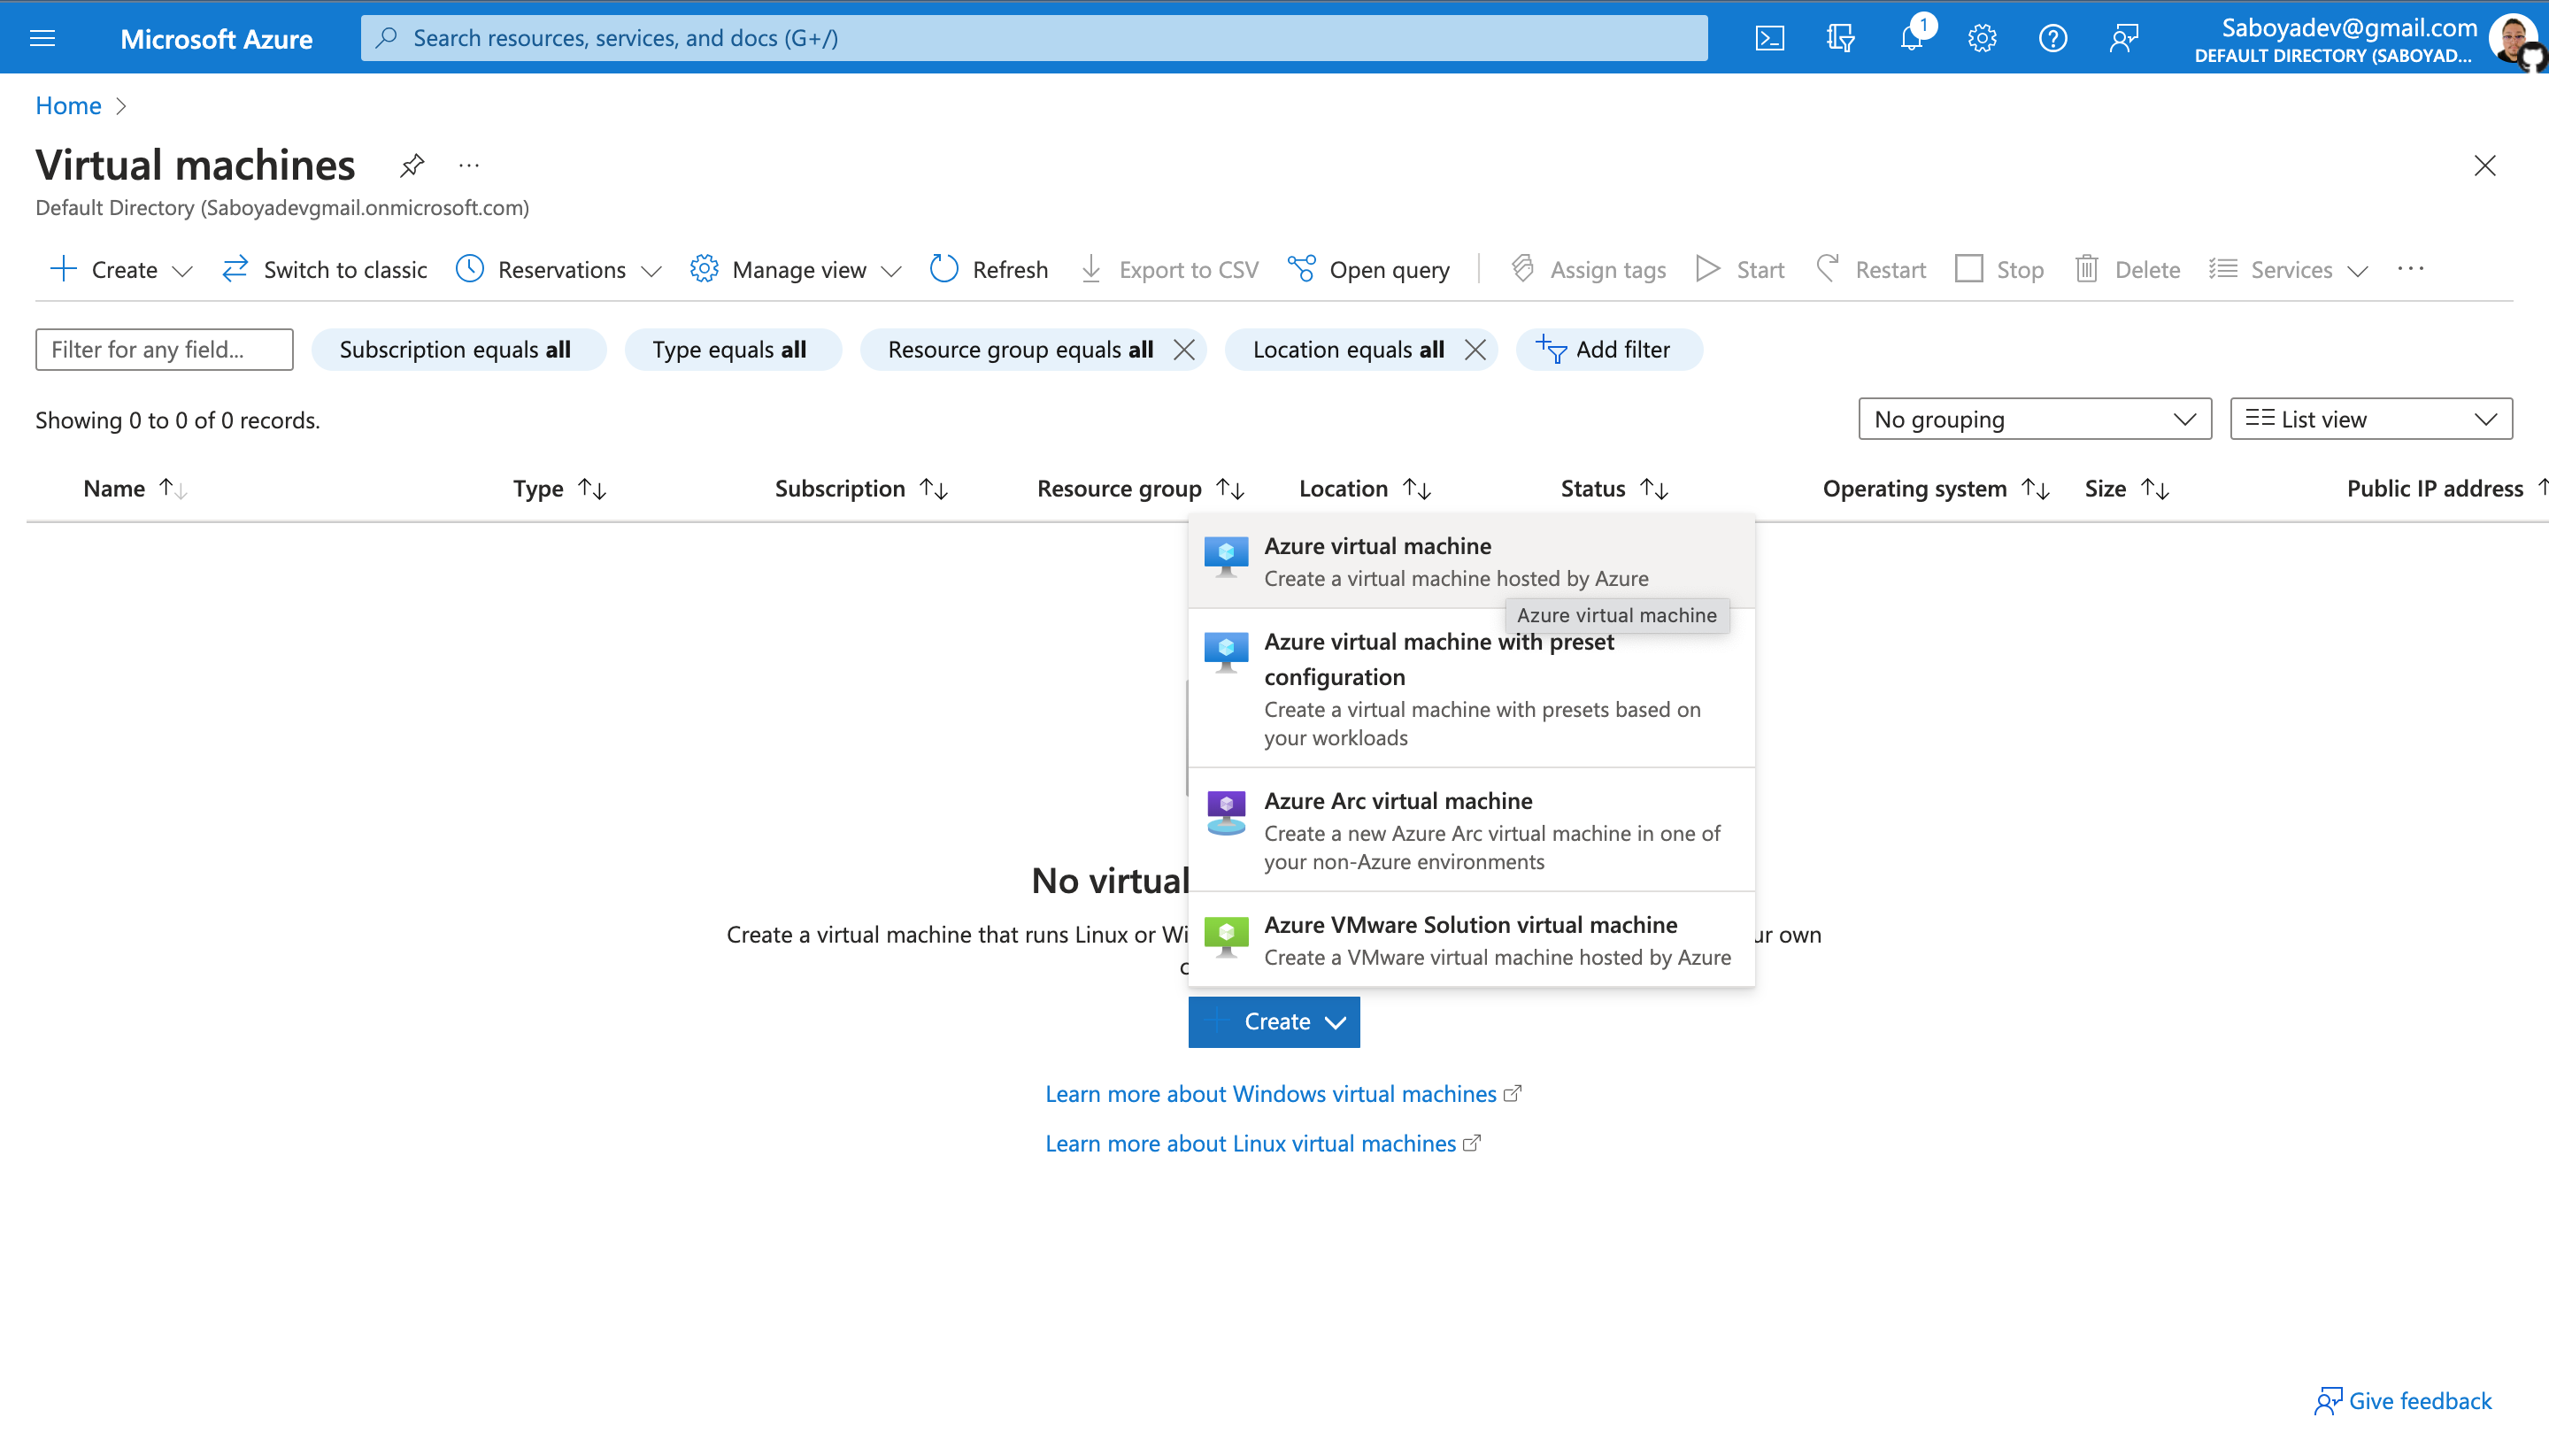 Microsoft Azure
Search resources, services, and docs (G+/)
1
Saboyadev@gmail.com
DEFAULT DIRECTORY (SABOYAD...
Home
Virtual machines
Default Directory (Saboyadevgmail.onmicrosoft.com)
Create
Switch to classic
Reservations
Manage view
Refresh
Export to CSV
Open query
Assign tags
Start
Restart
Stop
Delete
Services
Filter for any field...
Subscription equals all
Type equals all
Resource group equals all
Location equals all
Add filter
Showing 0 to 0 of 0 records.
No grouping
List view
Name
Type
Subscription
Resource group
Location
Status
Operating system
Size
Public IP address
Azure virtual machine
Create a virtual machine hosted by Azure
Azure virtual machine
Azure virtual machine with preset
configuration
Create a virtual machine with presets based on
your workloads
Azure Arc virtual machine
Create a new Azure Arc virtual machine in one of
your non-Azure environments
No virtual
Azure VMware Solution virtual machine
Create a VMware virtual machine hosted by Azure
Create a virtual machine that runs Linux or
own
Create
Learn more about Windows virtual machines
Learn more about Linux virtual machines
Give feedback